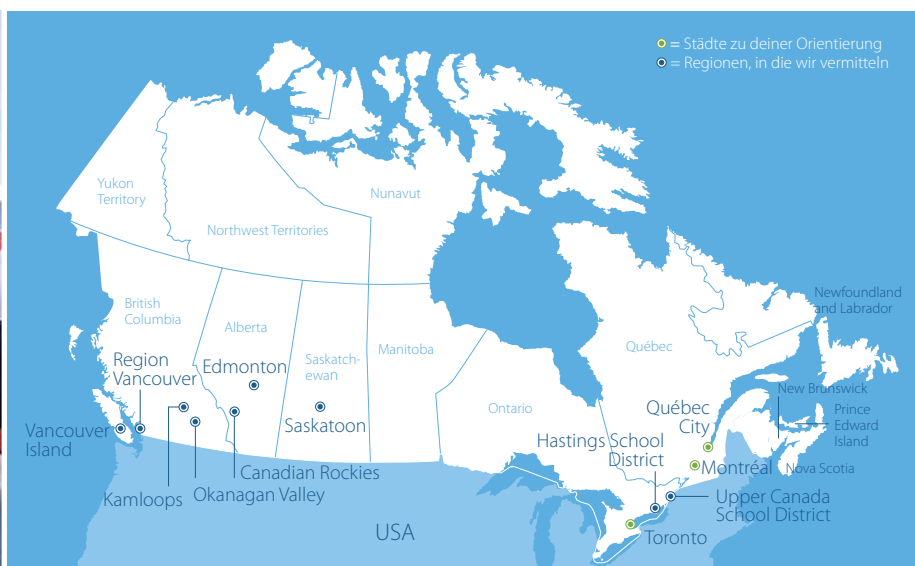 = Städte zu deiner Orientierung
= Regionen, in die wir vermitteln
Yukon
Territory
Northwest Territories
Nunavut
British
Columbia
Alberta
Saskatch-
ewan
Manitoba
Ontario
Québec
Newfoundland
and Labrador
New Brunswick
Prince
Edward
Island
Nova Scotia
Region
Vancouver
Edmonton
Saskatoon
Vancouver
Island
Kamloops
Okanagan Valley
Canadian Rockies
Québec
City
Hastings School
District
Montréal
Upper Canada
School District
Toronto
USA